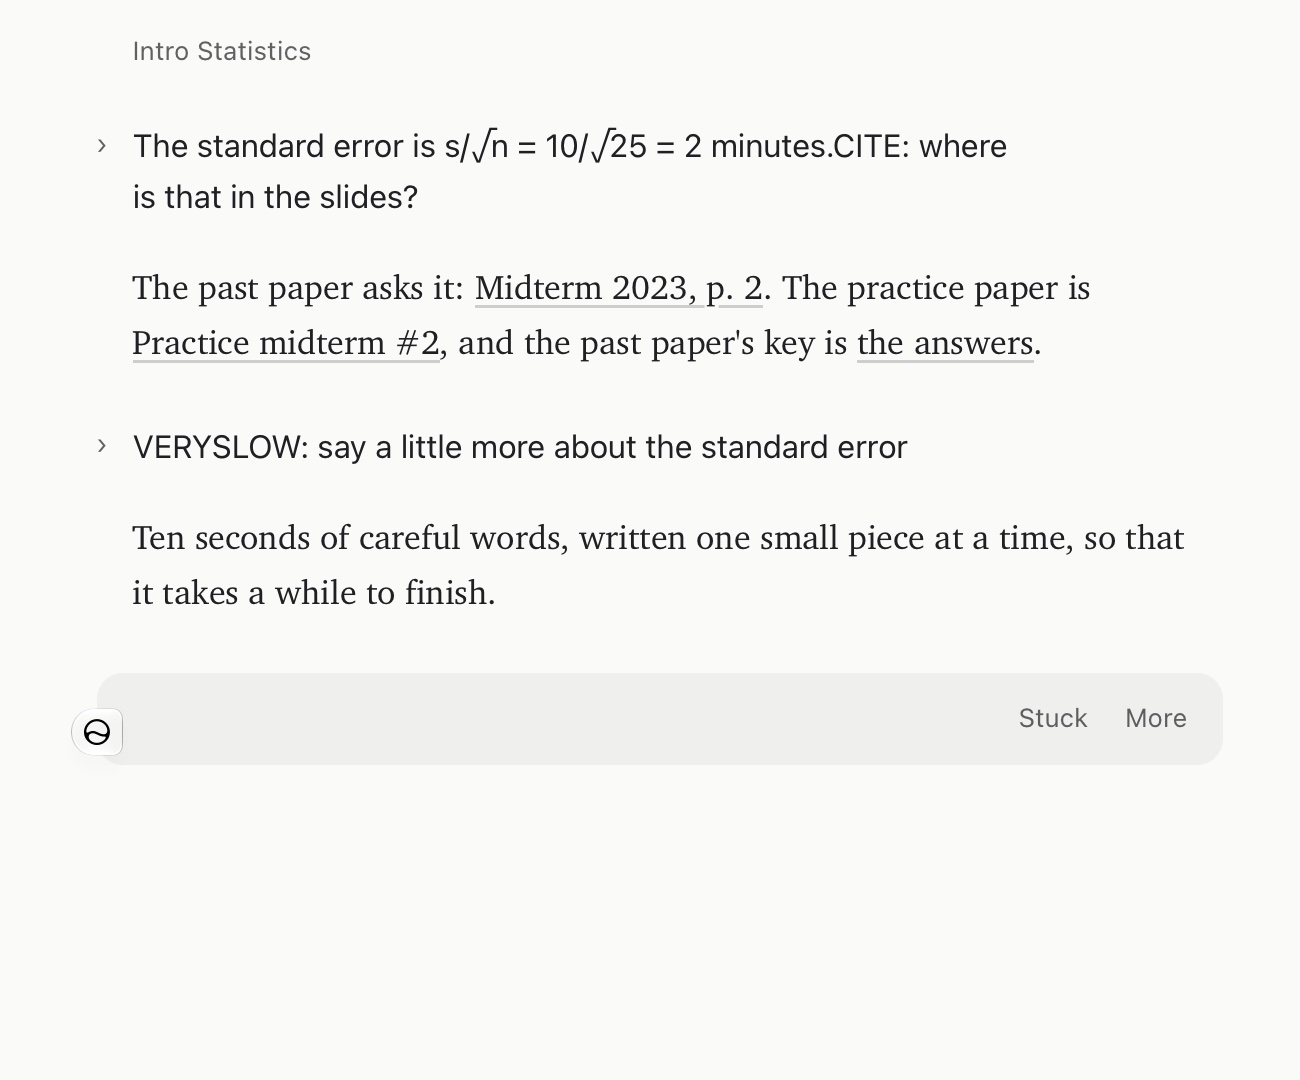 Intro Statistics
› The standard error is s/√n = 10/√25 = 2 minutes.CITE: where
is that in the slides?
The past paper asks it: Midterm 2023, p. 2. The practice paper is
Practice midterm #2, and the past paper's key is the answers.
› VERYSLOW: say a little more about the standard error
Ten seconds of careful words, written one small piece at a time, so that
it takes a while to finish.
Stuck More